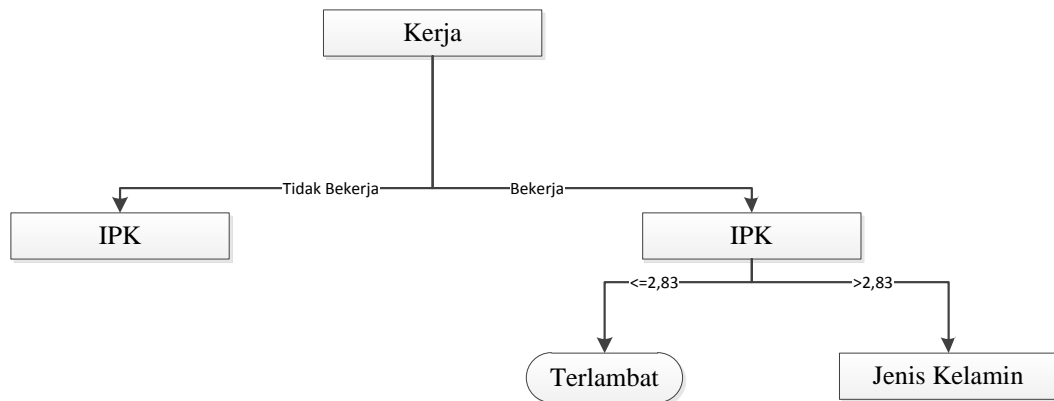 Kerja
Tidak Bekerja
Bekerja
IPK
IPK
<=2,83
>2,83
Terlambat
Jenis Kelamin